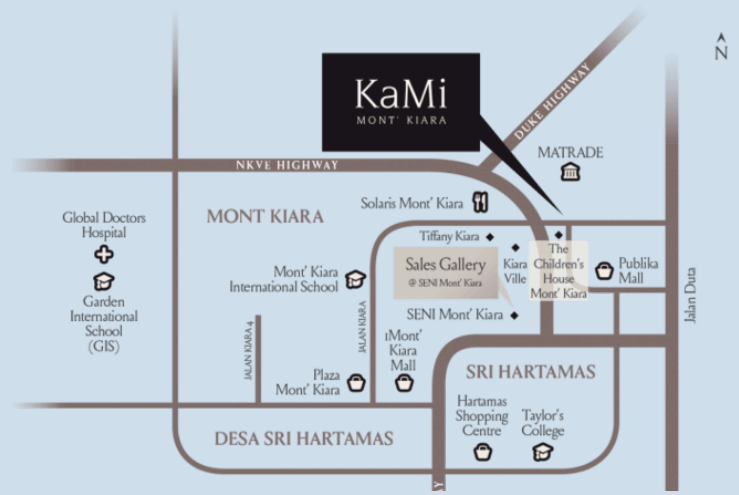 N
KaMi
MONT' KIARA
DUKE HIGHWAY
MATRADE
NKVE HIGHWAY
Solaris Mont' Kiara
MONT KIARA
Global Doctors
Hospital
Tiffany Kiara
Sales Gallery
@ SENI Mont' Kiara
Kiara
Ville
The
Children's
House
Mont' Kiara
Publika
Mall
Mont' Kiara
International School
Garden
International
School
(GIS)
SENI Mont' Kiara
Jalan Duta
JALAN KIARA
JALAN KIARA 4
1Mont'
Kiara
Mall
Plaza
Mont' Kiara
SRI HARTAMAS
Hartamas
Shopping
Centre
Taylor's
College
DESA SRI HARTAMAS
Y